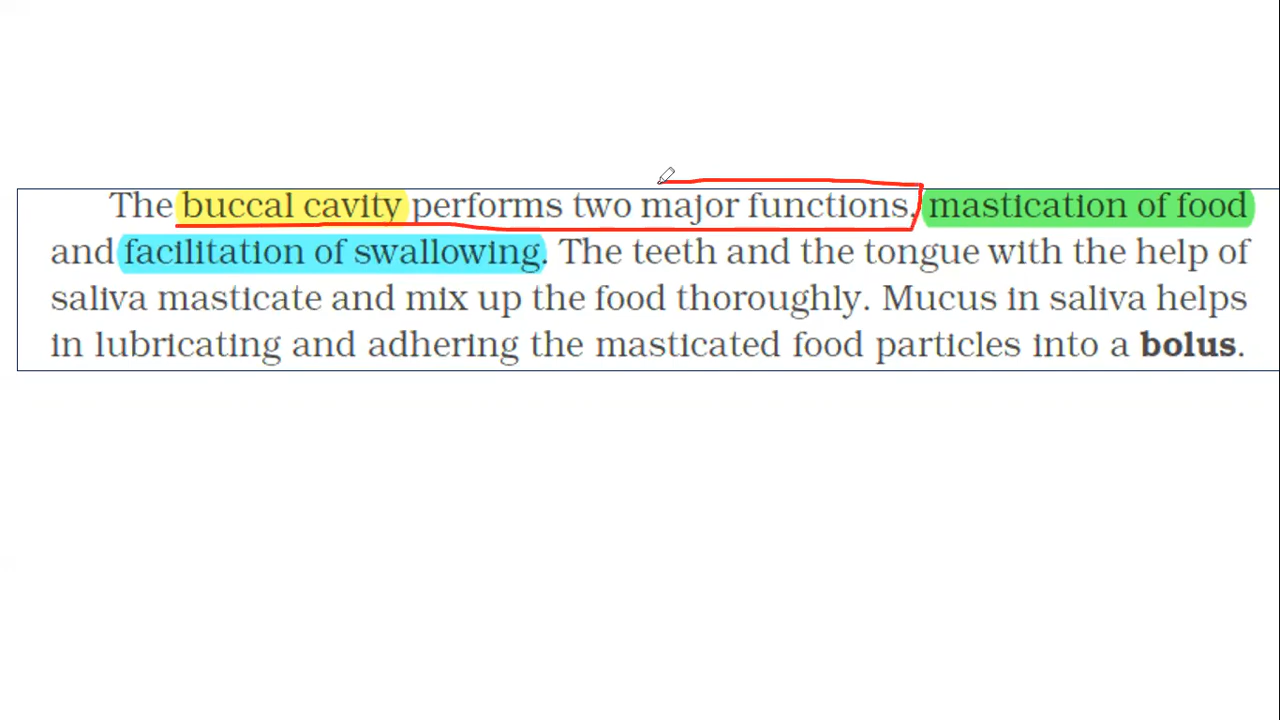 The buccal cavity performs two major functions, mastication of food
and facilitation of swallowing. The teeth and the tongue with the help of
saliva masticate and mix up the food thoroughly. Mucus in saliva helps
in lubricating and adhering the masticated food particles into a bolus.